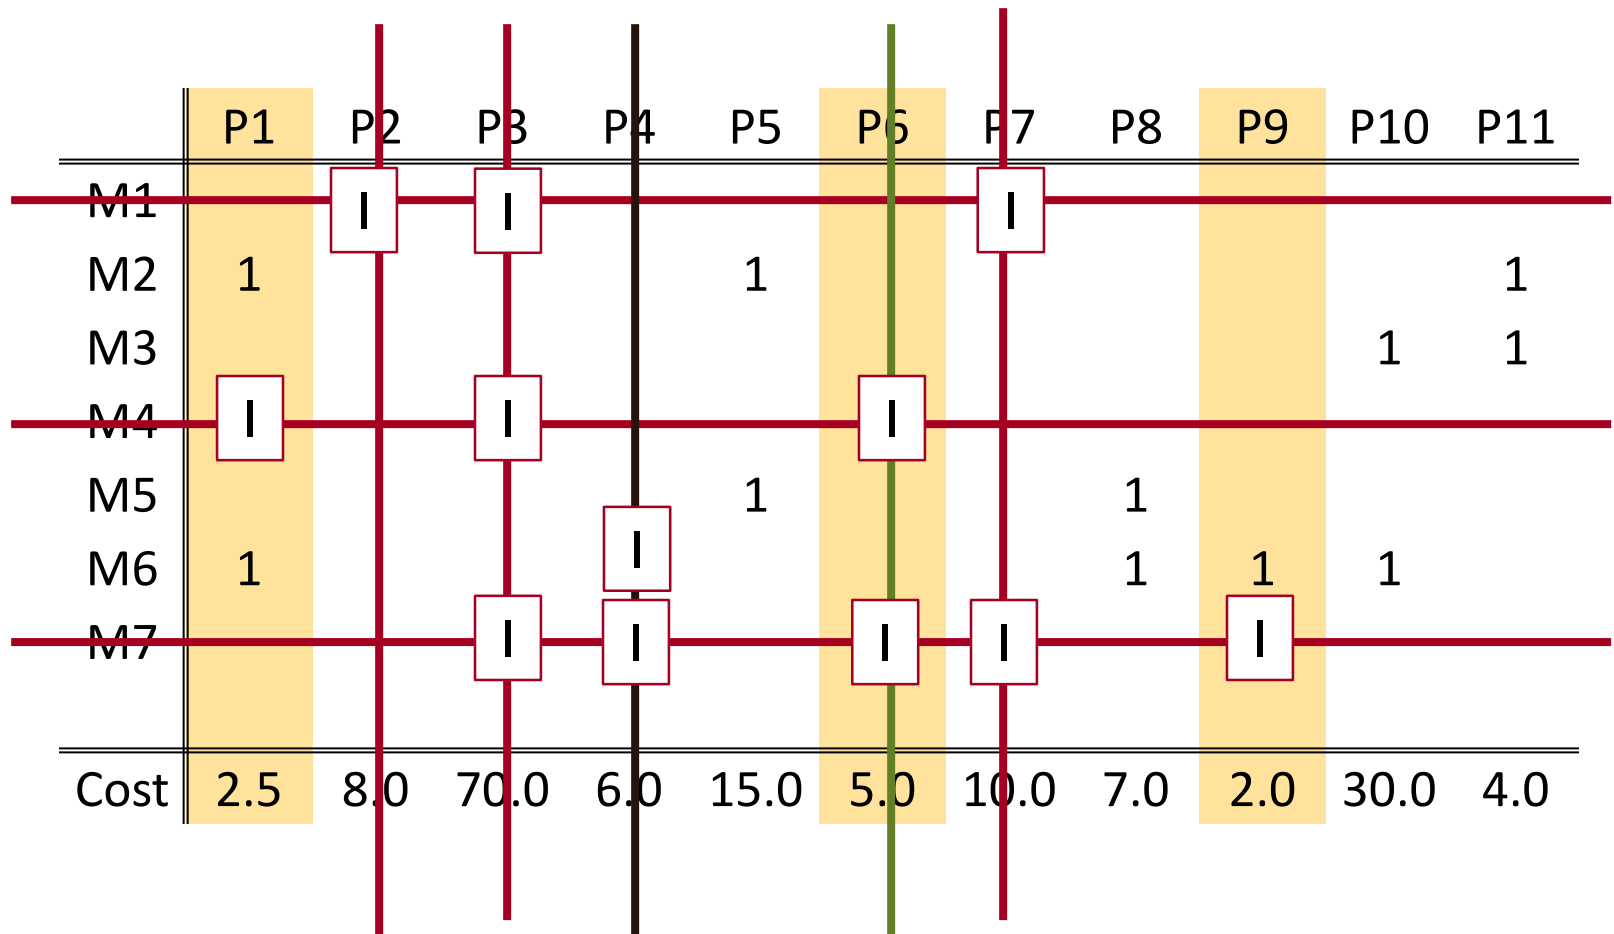 P1 P2 P3 P4 P5 P6 P7 P8 P9 P10 P11
M1 I I I
M2 1 1 1
M3 1 1
M4 I I I
M5 1 1
I
M6 1 1 1 1
M7 I I I I I
Cost 2.5 8.0 70.0 6.0 15.0 5.0 10.0 7.0 2.0 30.0 4.0